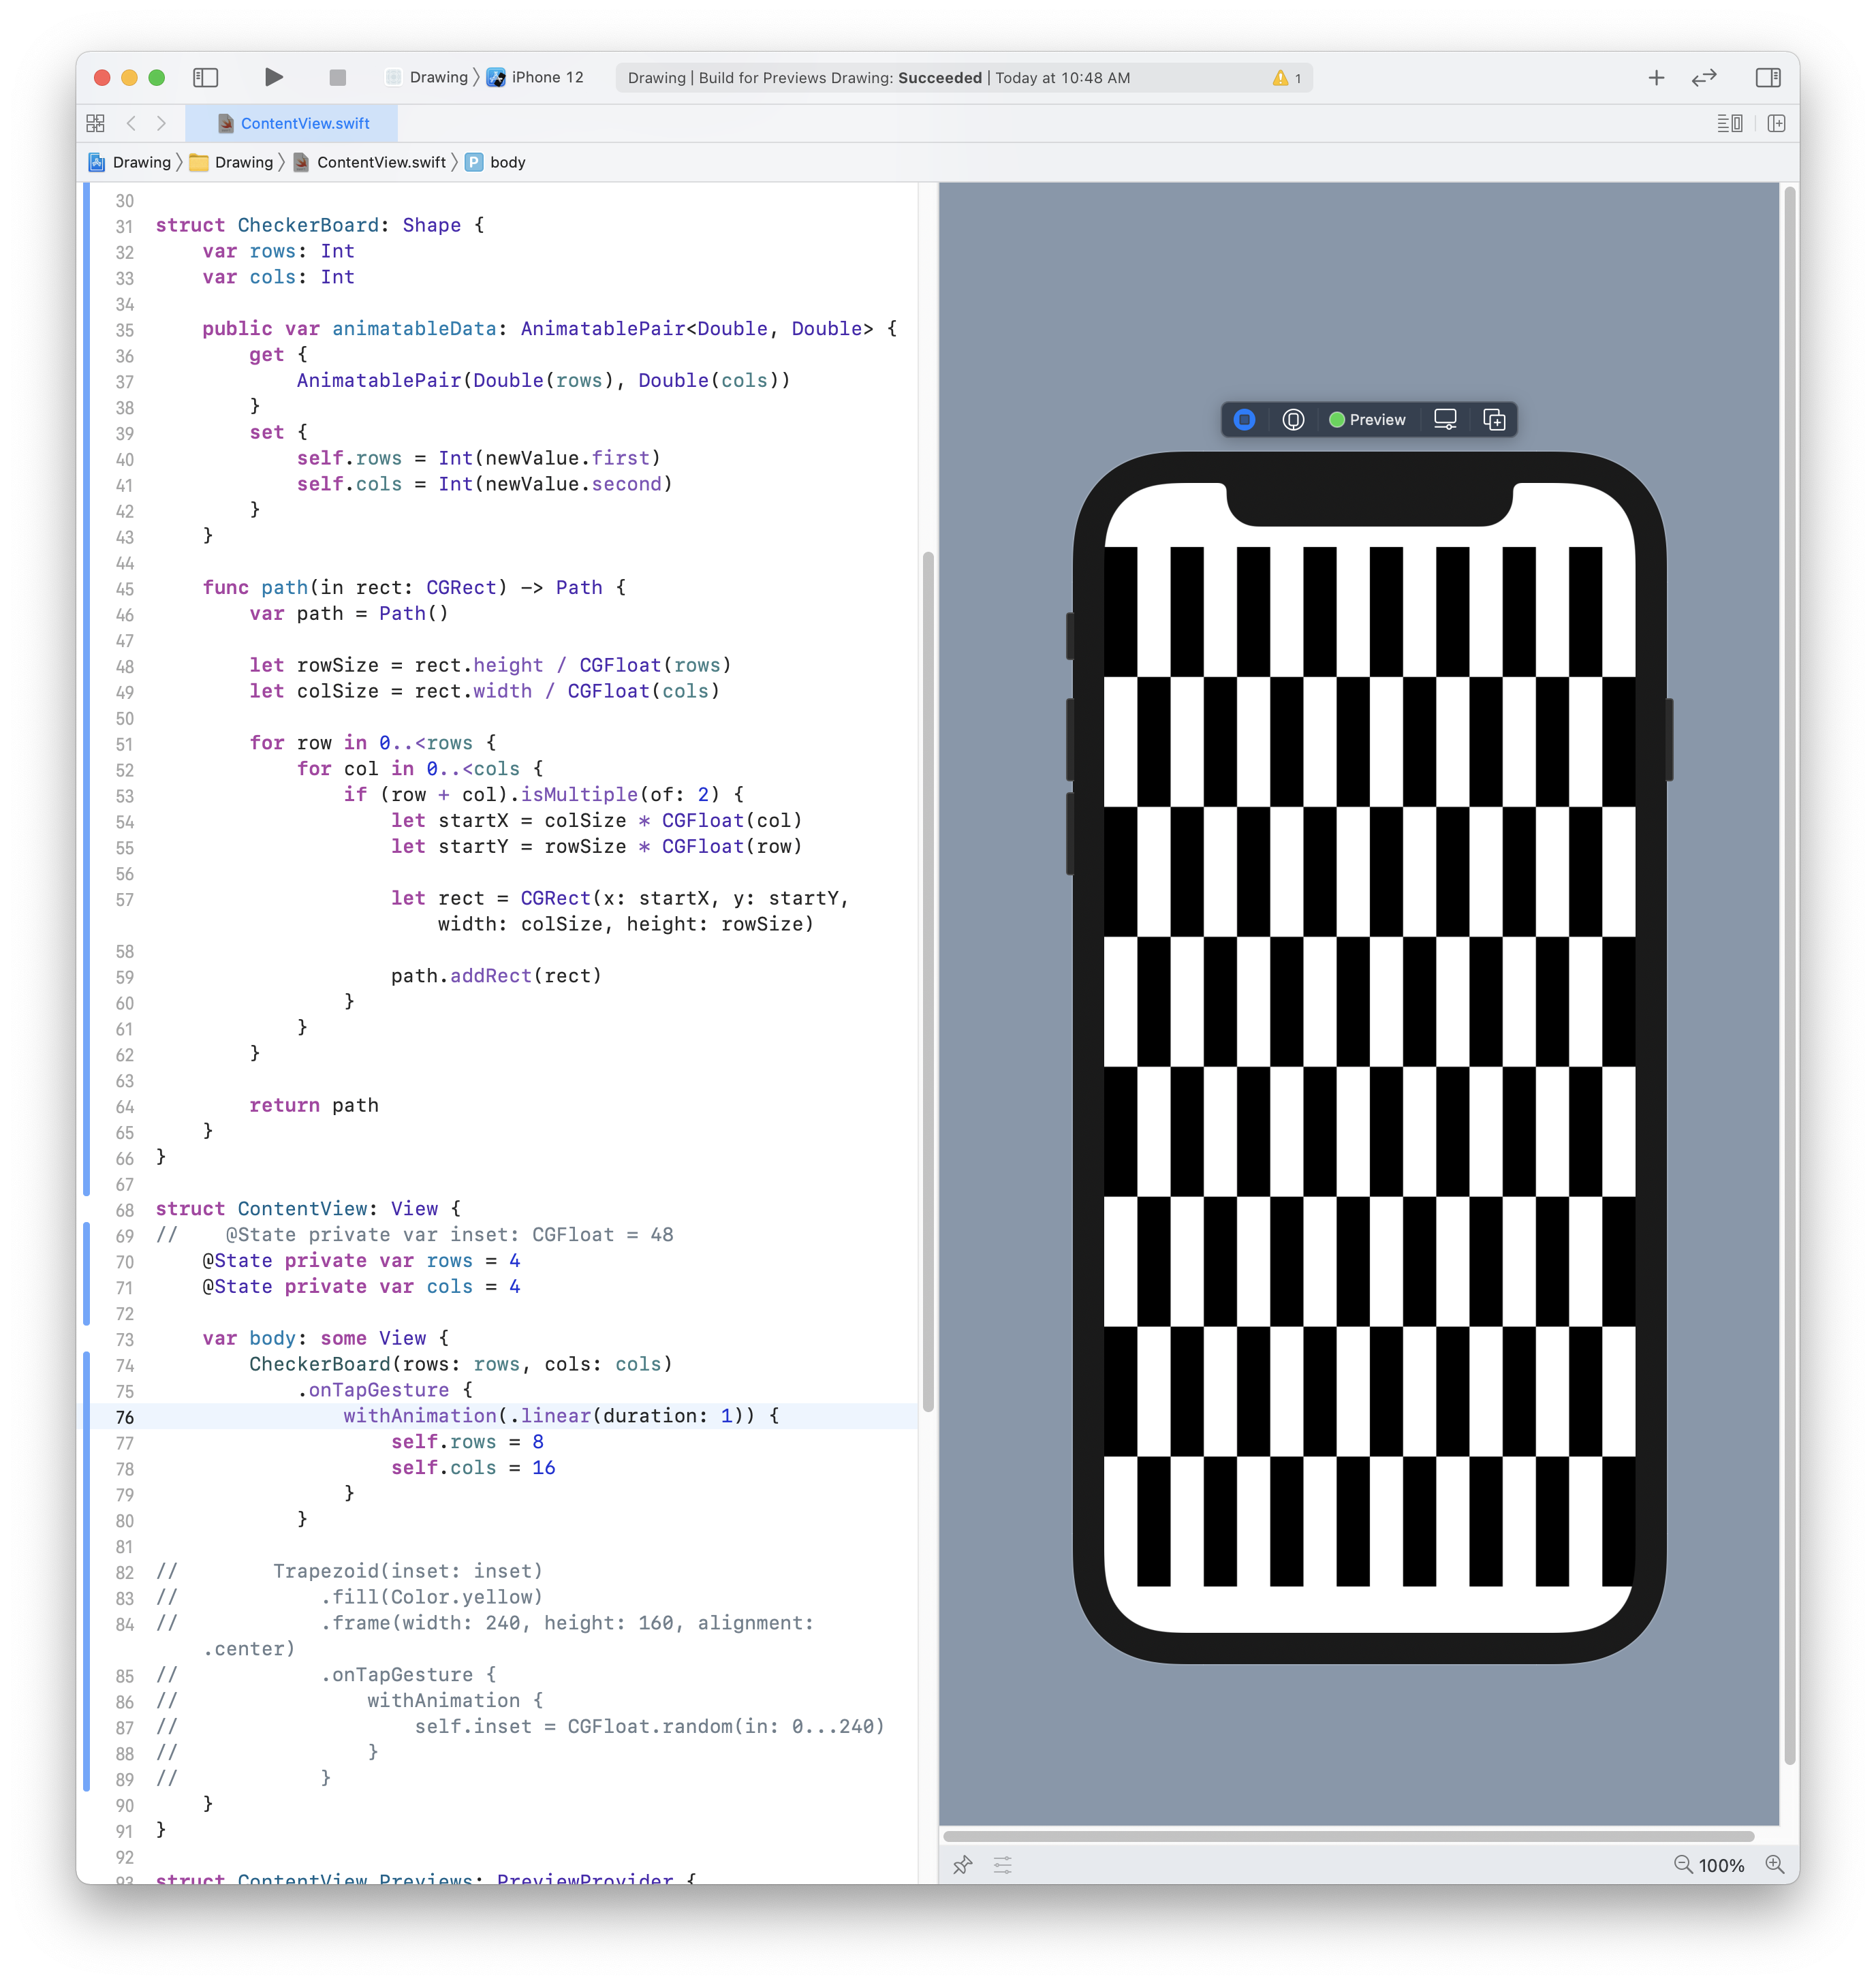 Drawing 〉 iPhone 12
Drawing | Build for Previews Drawing: Succeeded | Today at 10:48 AM
1
ContentView.swift
Drawing 〉 Drawing 〉 ContentView.swift 〉 P body
30
31 struct CheckerBoard: Shape {
32     var rows: Int
33     var cols: Int
34
35     public var animatableData: AnimatablePair<Double, Double> {
36         get {
37             AnimatablePair(Double(rows), Double(cols))
38         }
39         set {
40             self.rows = Int(newValue.first)
41             self.cols = Int(newValue.second)
42         }
43     }
44
45     func path(in rect: CGRect) -> Path {
46         var path = Path()
47
48         let rowSize = rect.height / CGFloat(rows)
49         let colSize = rect.width / CGFloat(cols)
50
51         for row in 0..<rows {
52             for col in 0..<cols {
53                 if (row + col).isMultiple(of: 2) {
54                     let startX = colSize * CGFloat(col)
55                     let startY = rowSize * CGFloat(row)
56
57                     let rect = CGRect(x: startX, y: startY,
                        width: colSize, height: rowSize)
58
59                     path.addRect(rect)
60                 }
61             }
62         }
63
64         return path
65     }
66 }
67
68 struct ContentView: View {
69 //    @State private var inset: CGFloat = 48
70     @State private var rows = 4
71     @State private var cols = 4
72
73     var body: some View {
74         CheckerBoard(rows: rows, cols: cols)
75             .onTapGesture {
76                 withAnimation(.linear(duration: 1)) {
77                     self.rows = 8
78                     self.cols = 16
79                 }
80             }
81
82 //        Trapezoid(inset: inset)
83 //            .fill(Color.yellow)
84 //            .frame(width: 240, height: 160, alignment:
    .center)
85 //            .onTapGesture {
86 //                withAnimation {
87 //                    self.inset = CGFloat.random(in: 0...240)
88 //                }
89 //            }
90     }
91 }
92
93 struct ContentView_Previews: PreviewProvider {
Preview
100%